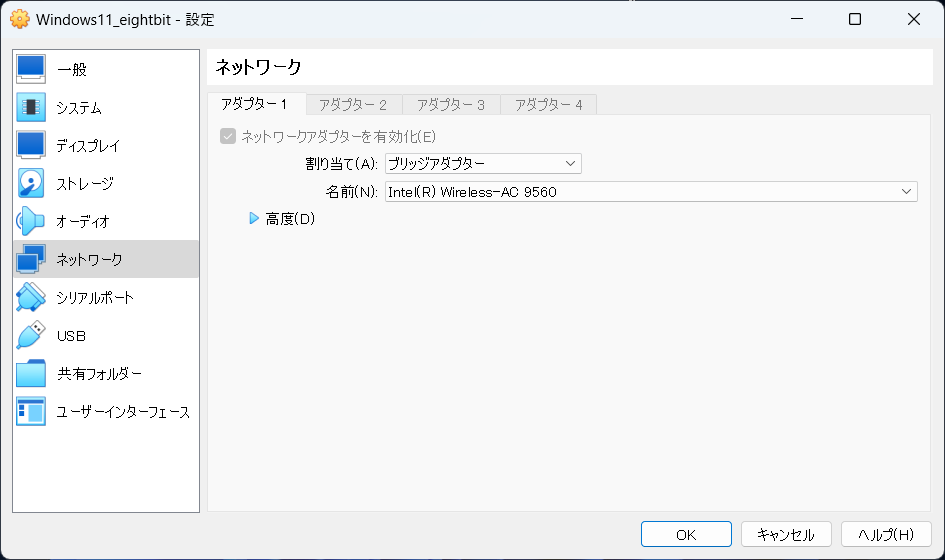 Windows11_eightbit - 設定
一般
システム
ディスプレイ
ストレージ
オーディオ
ネットワーク
シリアルポート
USB
共有フォルダー
ユーザーインターフェース
ネットワーク
アダプター 1
アダプター 2
アダプター 3
アダプター 4
ネットワークアダプターを有効化(E)
割り当て(A): ブリッジアダプター
名前(N): Intel(R) Wireless-AC 9560
高度(D)
OK
キャンセル
ヘルプ(H)